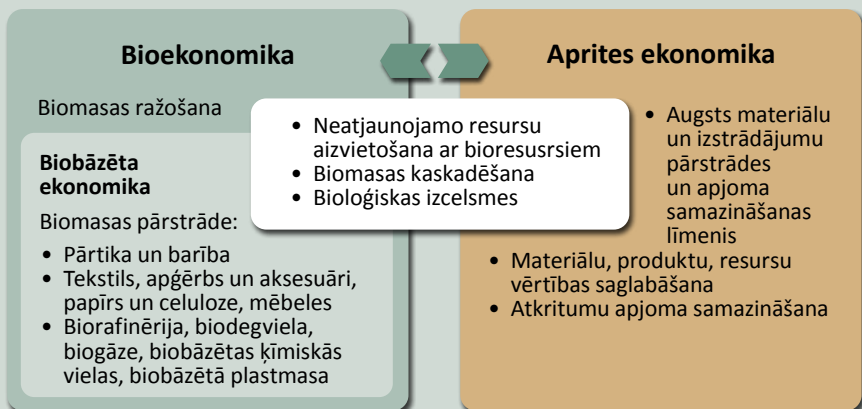 Bioekonomika
Biomasas ražošana
Biobāzēta
ekonomika
Biomasas pārstrāde:
• Pārtika un barība
• Tekstils, apģērbs un aksesuāri,
papīrs un celuloze, mēbeles
• Biorafinērija, biodegviela,
biogāze, biobāzētas ķīmiskās
vielas, biobāzētā plastmasa
• Neatjaunojamo resursu
aizvietošana ar bioresusrsiem
• Biomasas kaskadēšana
• Bioloģiskas izcelsmes
Aprites ekonomika
• Augsts materiālu
un izstrādājumu
pārstrādes
un apjoma
samazināšanas
līmenis
• Materiālu, produktu, resursu
vērtības saglabāšana
• Atkritumu apjoma samazināšana